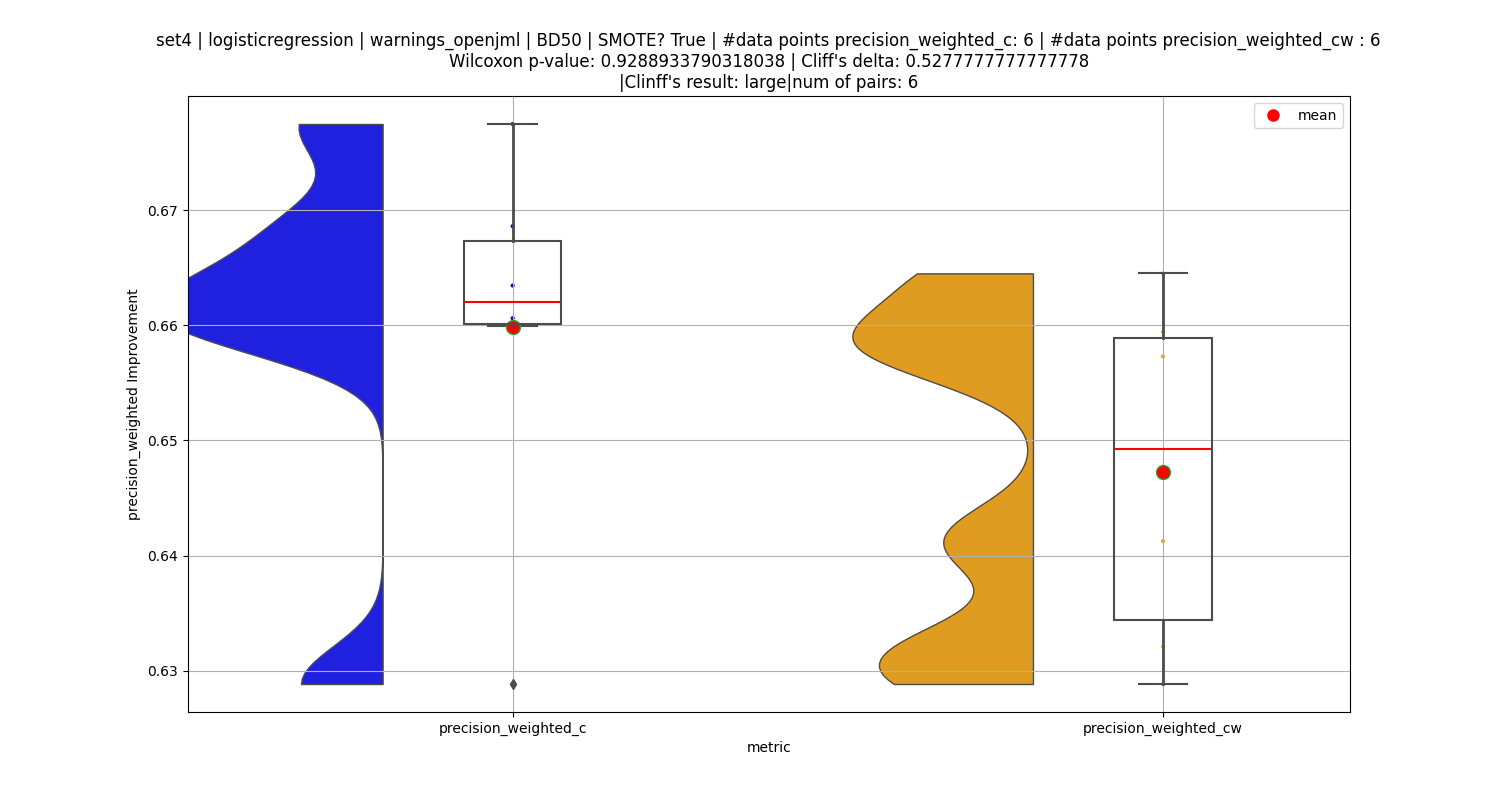 set4 | logisticregression | warnings_openjml | BD50 | SMOTE? True | #data points precision_weighted_c: 6 | #data points precision_weighted_cw : 6
Wilcoxon p-value: 0.9288933790318038 | Cliff's delta: 0.5277777777777778
|Clinff's result: large|num of pairs: 6
mean
0.67
0.66
0.65
0.64
0.63
precision_weighted Improvement
precision_weighted_c
precision_weighted_cw
metric